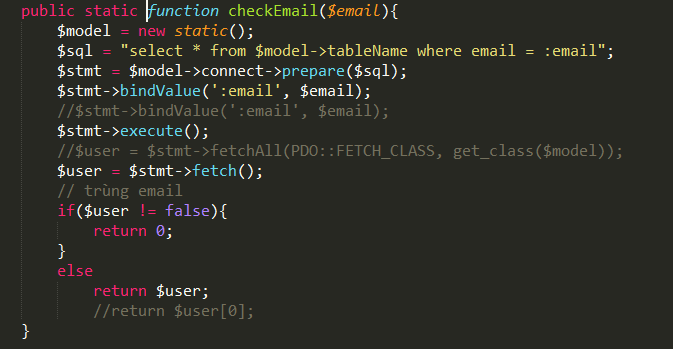 public static function checkEmail($email){
$model = new static();
$sql = "select * from $model->tableName where email = :email";
$stmt = $model->connect->prepare($sql);
$stmt->bindValue(':email', $email);
//$stmt->bindValue(':email', $email);
$stmt->execute();
//$user = $stmt->fetchAll(PDO::FETCH_CLASS, get_class($model));
$user = $stmt->fetch();
// trùng email
if($user != false){
return 0;
}
else
return $user;
//return $user[0];
}